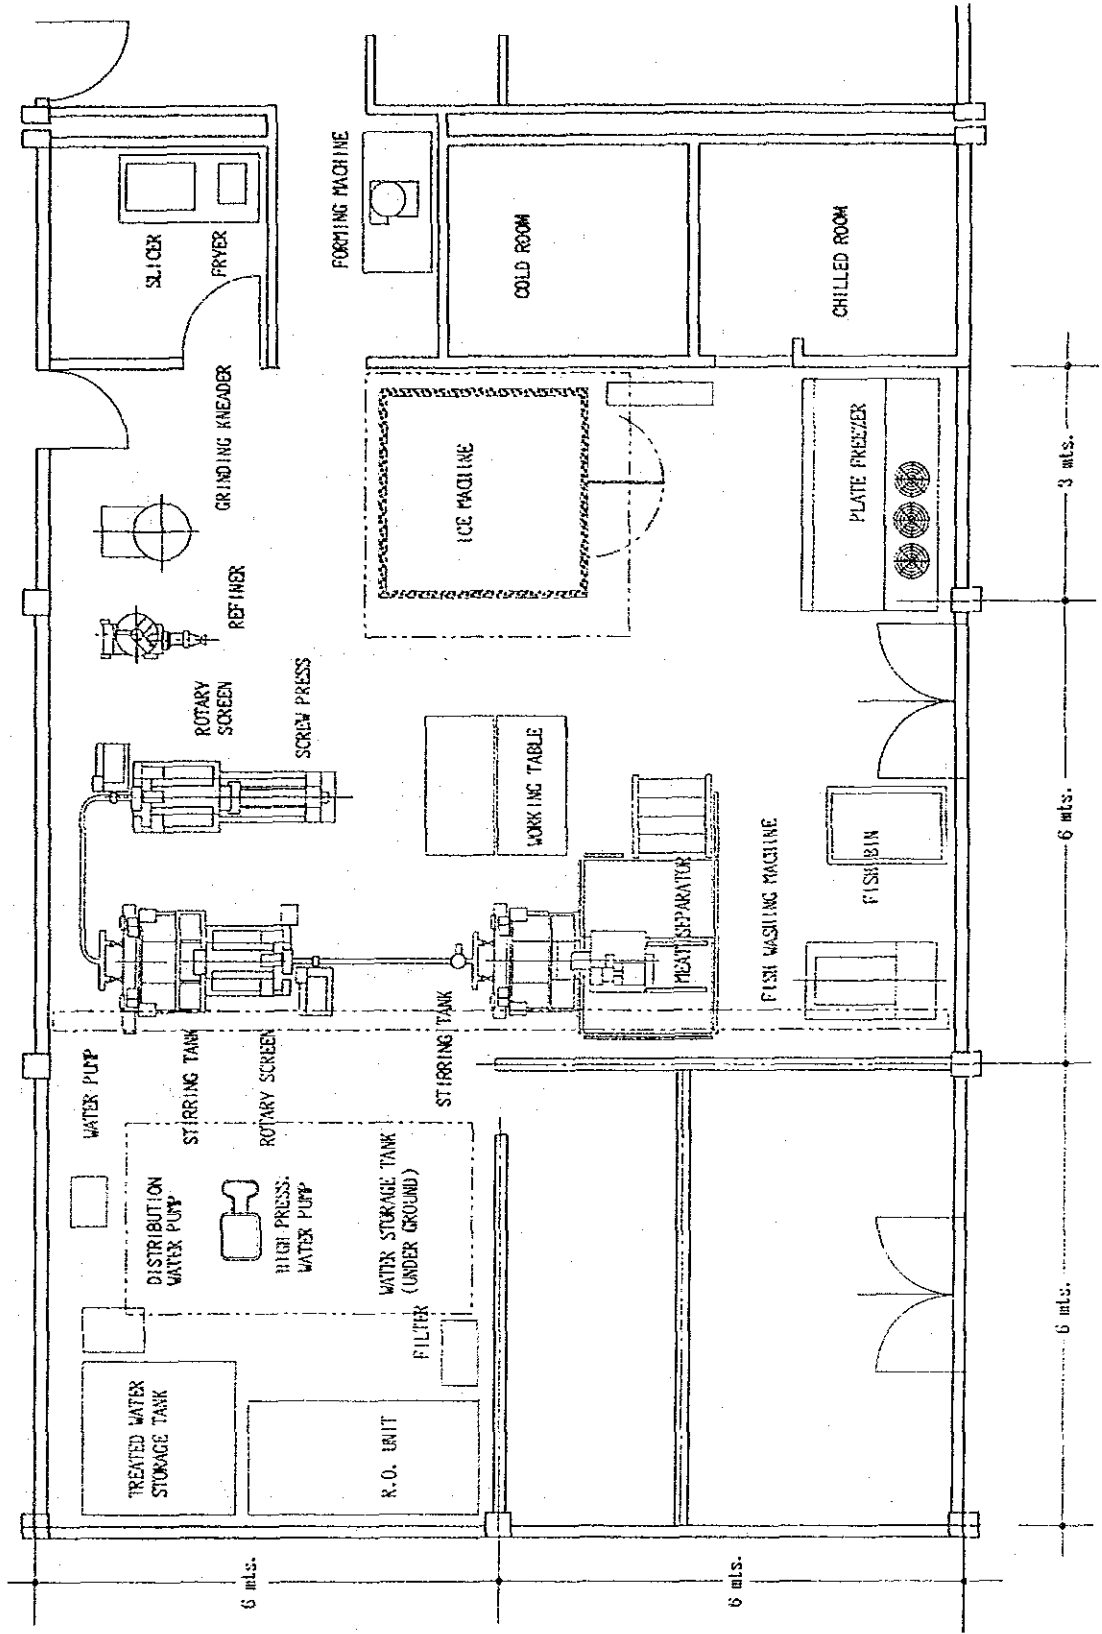 TREATED WATER
STORAGE TANK
R.O. UNIT
FILTER
DISTRIBUTION
WATER PUMP
HIGH PRESS.
WATER PUMP
WATER STORAGE TANK
(UNDER GROUND)
WATER PUMP
STIRRING TANK
ROTARY SCREEN
STIRRING TANK
MEAT SEPARATOR
FISH WASHING MACHINE
FISH BIN
WORKING TABLE
ROTARY
SCREEN
SCREW PRESS
REFINER
GRINDING KNEADER
ICE MACHINE
PLATE FREEZER
SLICER
FRYER
FORMING MACHINE
COLD ROOM
CHILLED ROOM
6 mts.
6 mts.
6 mts.
6 mts.
3 mts.